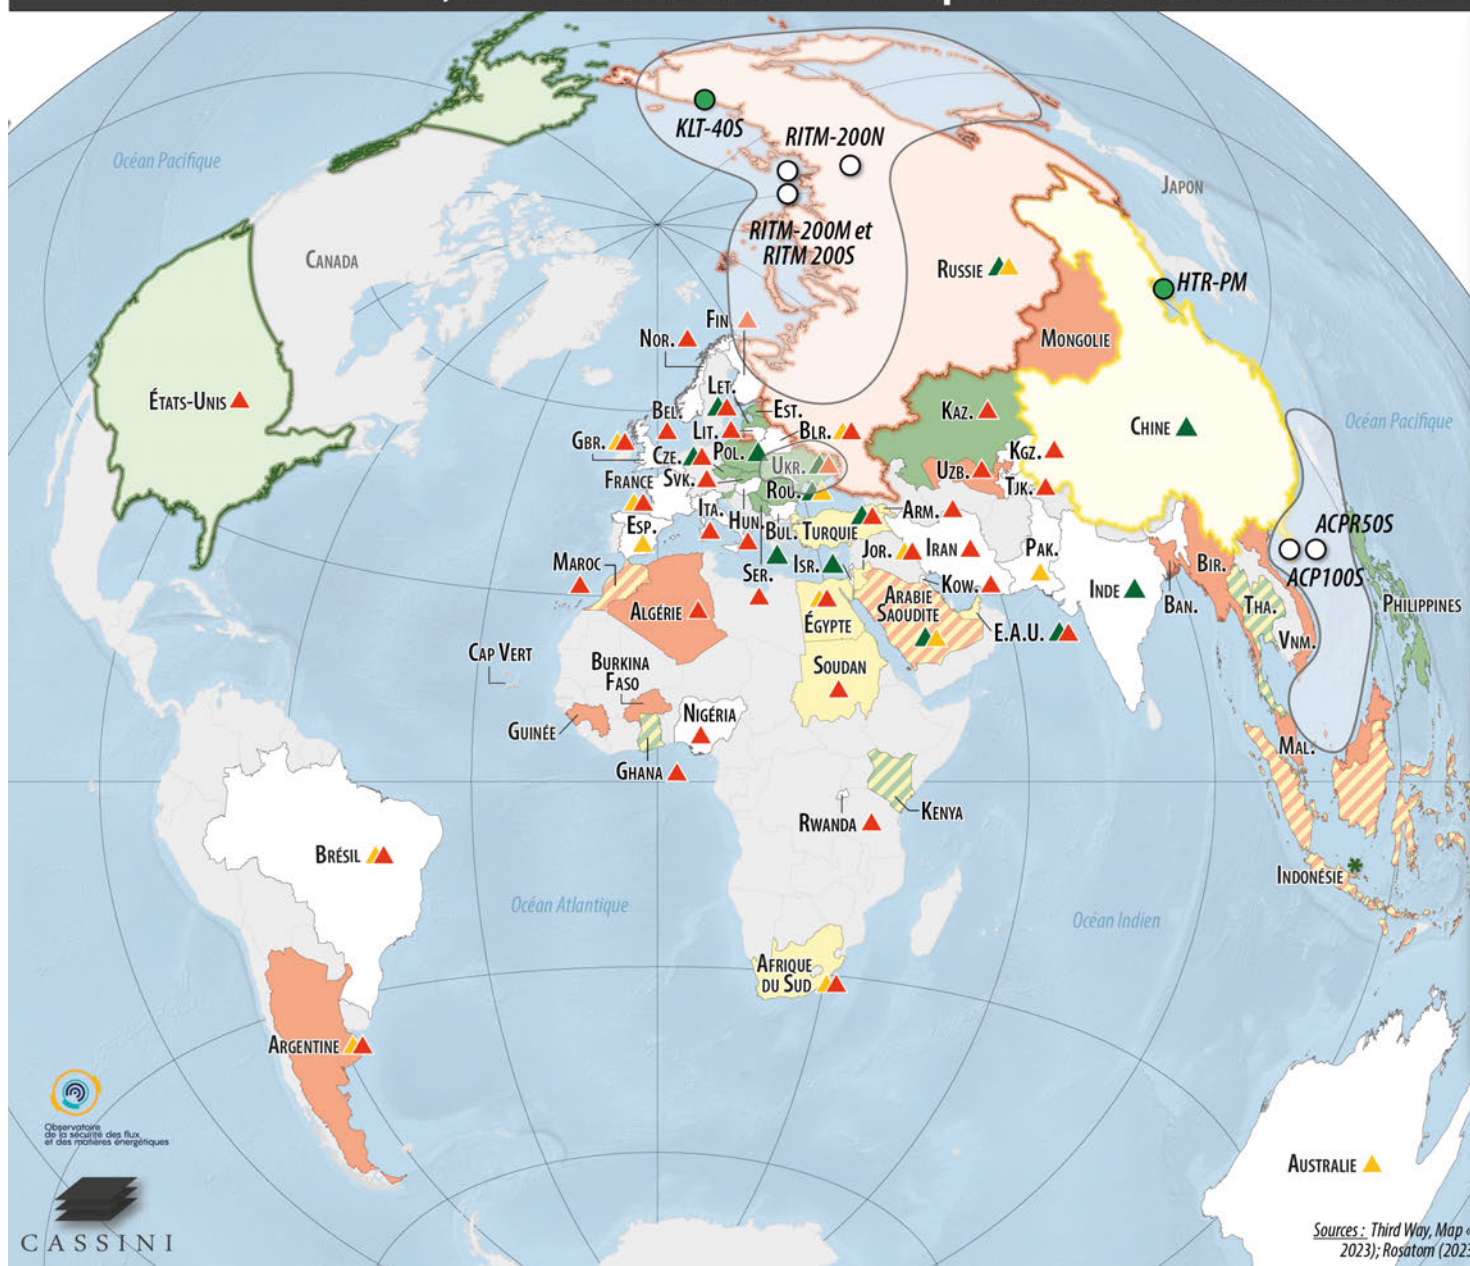 Océan Pacifique
CANADA
ÉTATS-UNIS
KLT-40S
RITM-200N
RITM-200M et
RITM 200S
RUSSIE
JAPON
HTR-PM
MONGOLIE
CHINE
Océan Pacifique
NOR.
FIN.
LET.
BEL.
EST.
LIT.
BLR.
GBR.
CZE.
POL.
UKR.
FRANCE
SVK.
ROU.
ESP.
ITA.
HUN.
BUL.
TURQUIE
ARM.
KAZ.
UZB.
KGZ.
TJK.
MAROC
SER.
ISR.
JOR.
IRAN
PAK.
KOW.
ALGÉRIE
ÉGYPTE
ARABIE
SAOUDITE
E.A.U.
INDE
BAN.
BIR.
THA.
VNM.
ACPR50S
ACP100S
PHILIPPINES
CAP VERT
BURKINA
FASO
SOUDAN
GUINÉE
NIGÉRIA
GHANA
MAL.
RWANDA
KENYA
BRÉSIL
INDONÉSIE
*
Océan Atlantique
Océan Indien
AFRIQUE
DU SUD
ARGENTINE
AUSTRALIE
Observatoire
de la sécurité des flux
et des matières énergétiques
CASSINI
Sources : Third Way, Map «
2023); Rosatom (2023